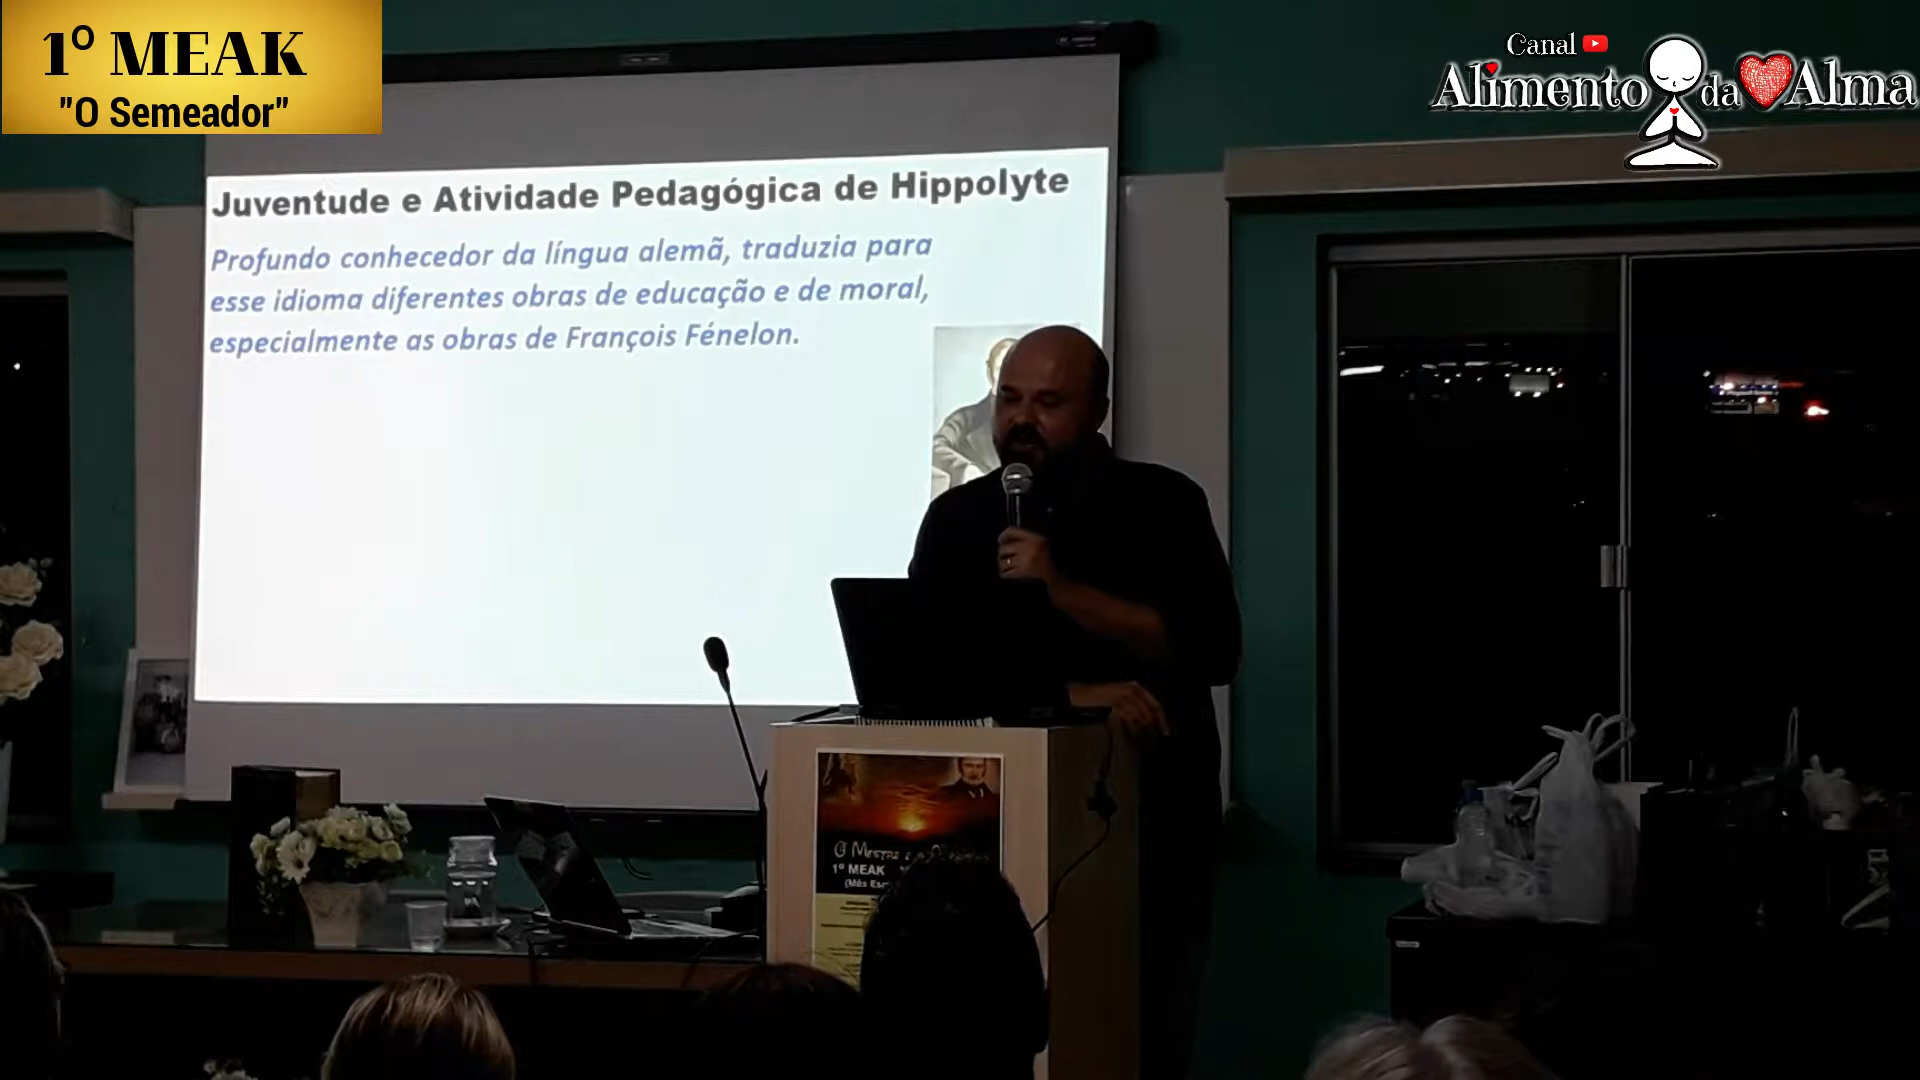 1º MEAK
"O Semeador"
Canal
Alimento da Alma
Juventude e Atividade Pedagógica de Hippolyte
Profundo conhecedor da língua alemã, traduzia para
esse idioma diferentes obras de educação e de moral,
especialmente as obras de François Fénelon.
O
1º MEAK
(Mês